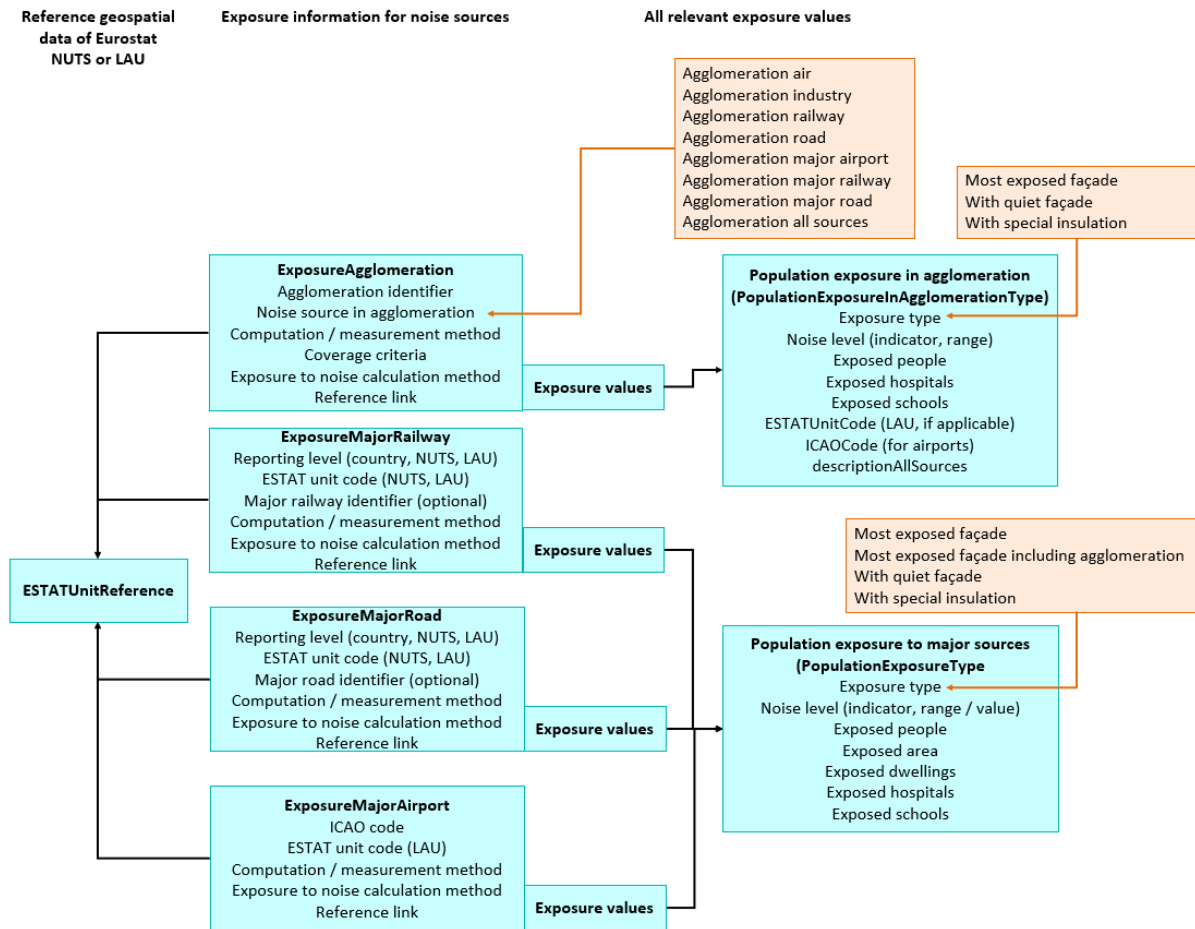 Reference geospatial
data of Eurostat
NUTS or LAU
Exposure information for noise sources
All relevant exposure values
Agglomeration air
Agglomeration industry
Agglomeration railway
Agglomeration road
Agglomeration major airport
Agglomeration major railway
Agglomeration major road
Agglomeration all sources
Most exposed façade
With quiet façade
With special insulation
ExposureAgglomeration
Agglomeration identifier
Noise source in agglomeration
Computation / measurement method
Coverage criteria
Exposure to noise calculation method
Reference link
Exposure values
Population exposure in agglomeration
(PopulationExposureInAgglomerationType)
Exposure type
Noise level (indicator, range)
Exposed people
Exposed hospitals
Exposed schools
ESTATUnitCode (LAU, if applicable)
ICAOCode (for airports)
descriptionAllSources
ExposureMajorRailway
Reporting level (country, NUTS, LAU)
ESTAT unit code (NUTS, LAU)
Major railway identifier (optional)
Computation / measurement method
Exposure to noise calculation method
Reference link
Exposure values
Most exposed façade
Most exposed façade including agglomeration
With quiet façade
With special insulation
ESTATUnitReference
ExposureMajorRoad
Reporting level (country, NUTS, LAU)
ESTAT unit code (NUTS, LAU)
Major road identifier (optional)
Computation / measurement method
Exposure to noise calculation method
Reference link
Exposure values
Population exposure to major sources
(PopulationExposureType
Exposure type
Noise level (indicator, range / value)
Exposed people
Exposed area
Exposed dwellings
Exposed hospitals
Exposed schools
ExposureMajorAirport
ICAO code
ESTAT unit code (LAU)
Computation / measurement method
Exposure to noise calculation method
Reference link
Exposure values